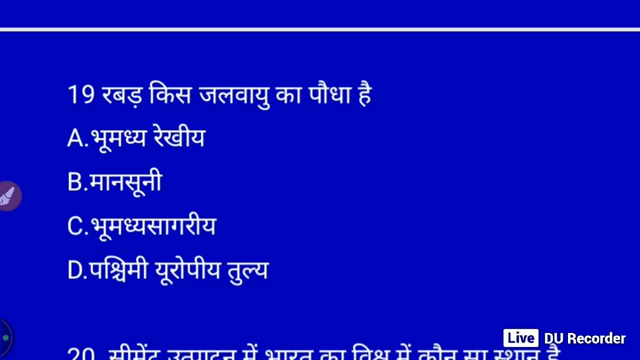 19 रबड़ किस जलवायु का पौधा है
A.भूमध्य रेखीय
B.मानसूनी
C.भूमध्यसागरीय
D.पश्चिमी यूरोपीय तुल्य
20 सीमेंट उत्पादन में भारत का विश्व में कौन सा स्थान है
Live DU Recorder